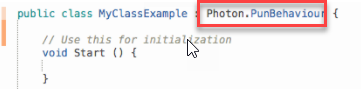 public class MyClassExample : Photon.PunBehaviour {
// Use this for initialization
void Start () {
}